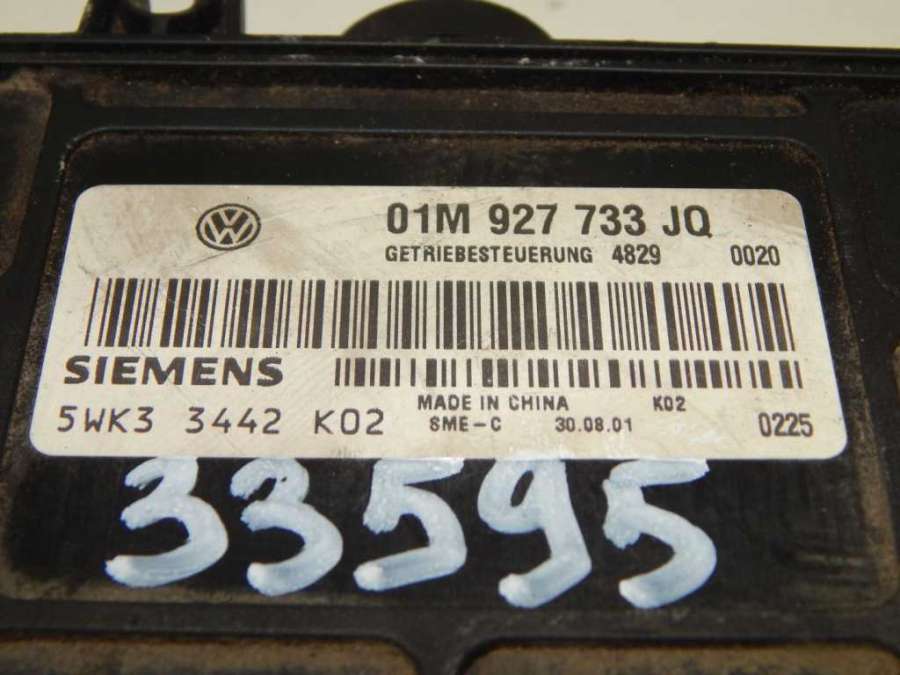 01M 927 733 JQ
GETRIEBESTEUERUNG 4829 0020
SIEMENS
MADE IN CHINA K02
5WK3 3442 K02 SME-C 30.08.01 0225
33595